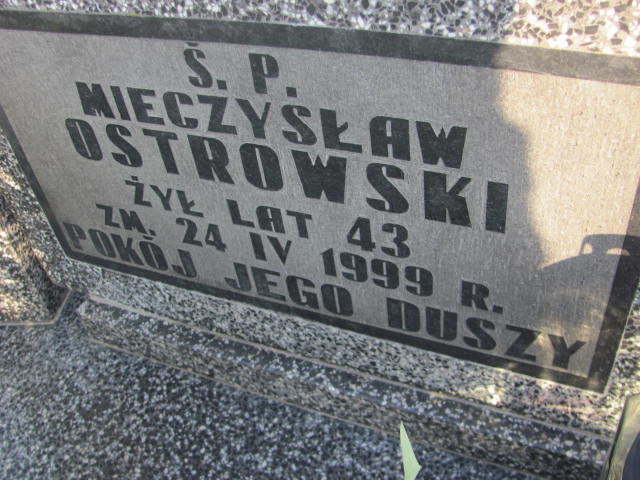 Ś. P.
MIECZYSŁAW
OSTROWSKI
ŻYŁ LAT 43
ZM. 24 IV 1999 R.
POKÓJ JEGO DUSZY